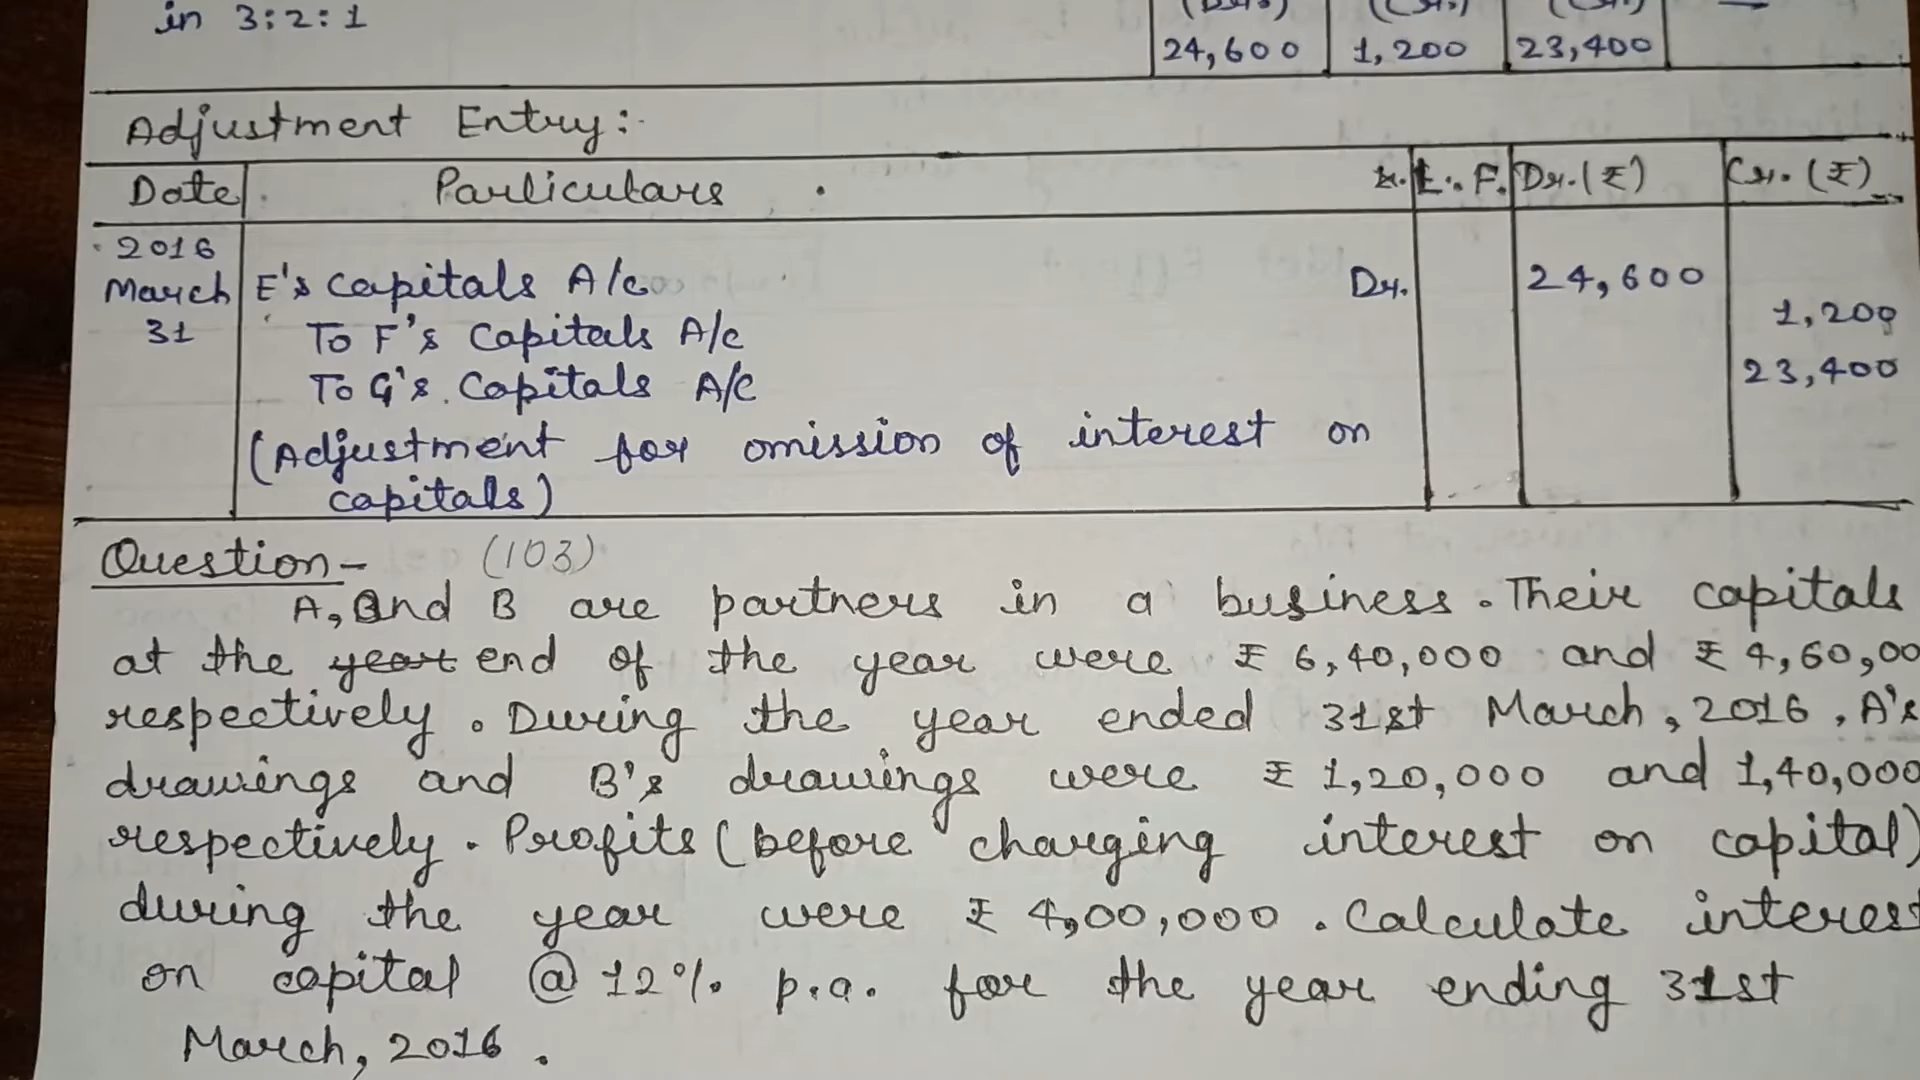 in 3:2:1
24,600 1,200 23,400
Adjustment Entry:-
Date Particulars L.F. Dr.(₹) Cr.(₹)
2016
March E's capitals A/c Dr. 24,600
31 To F's Capitals A/c 1,200
To G's. Capitals A/c 23,400
(Adjustment for omission of interest on
capitals)
Question- (103)
A, and B are partners in a business. Their capitals
at the year end of the year were ₹ 6,40,000 and ₹ 4,60,00
respectively. During the year ended 31st March, 2016, A's
drawings and B's drawings were ₹ 1,20,000 and 1,40,000
respectively. Profits (before charging interest on capital)
during the year were ₹ 4,00,000. Calculate interest
on capital @ 12% p.a. for the year ending 31st
March, 2016.